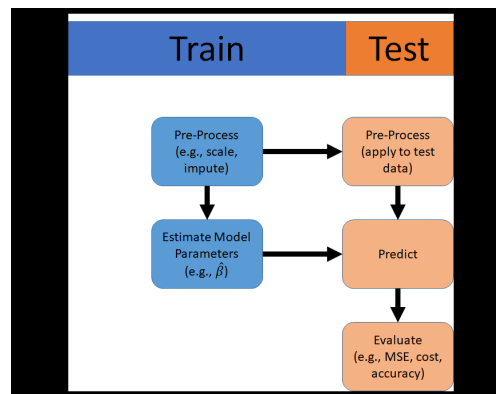 Train
Test
Pre-Process
(e.g., scale,
impute)
Pre-Process
(apply to test
data)
Estimate Model
Parameters
(e.g., β̂)
Predict
Evaluate
(e.g., MSE, cost,
accuracy)